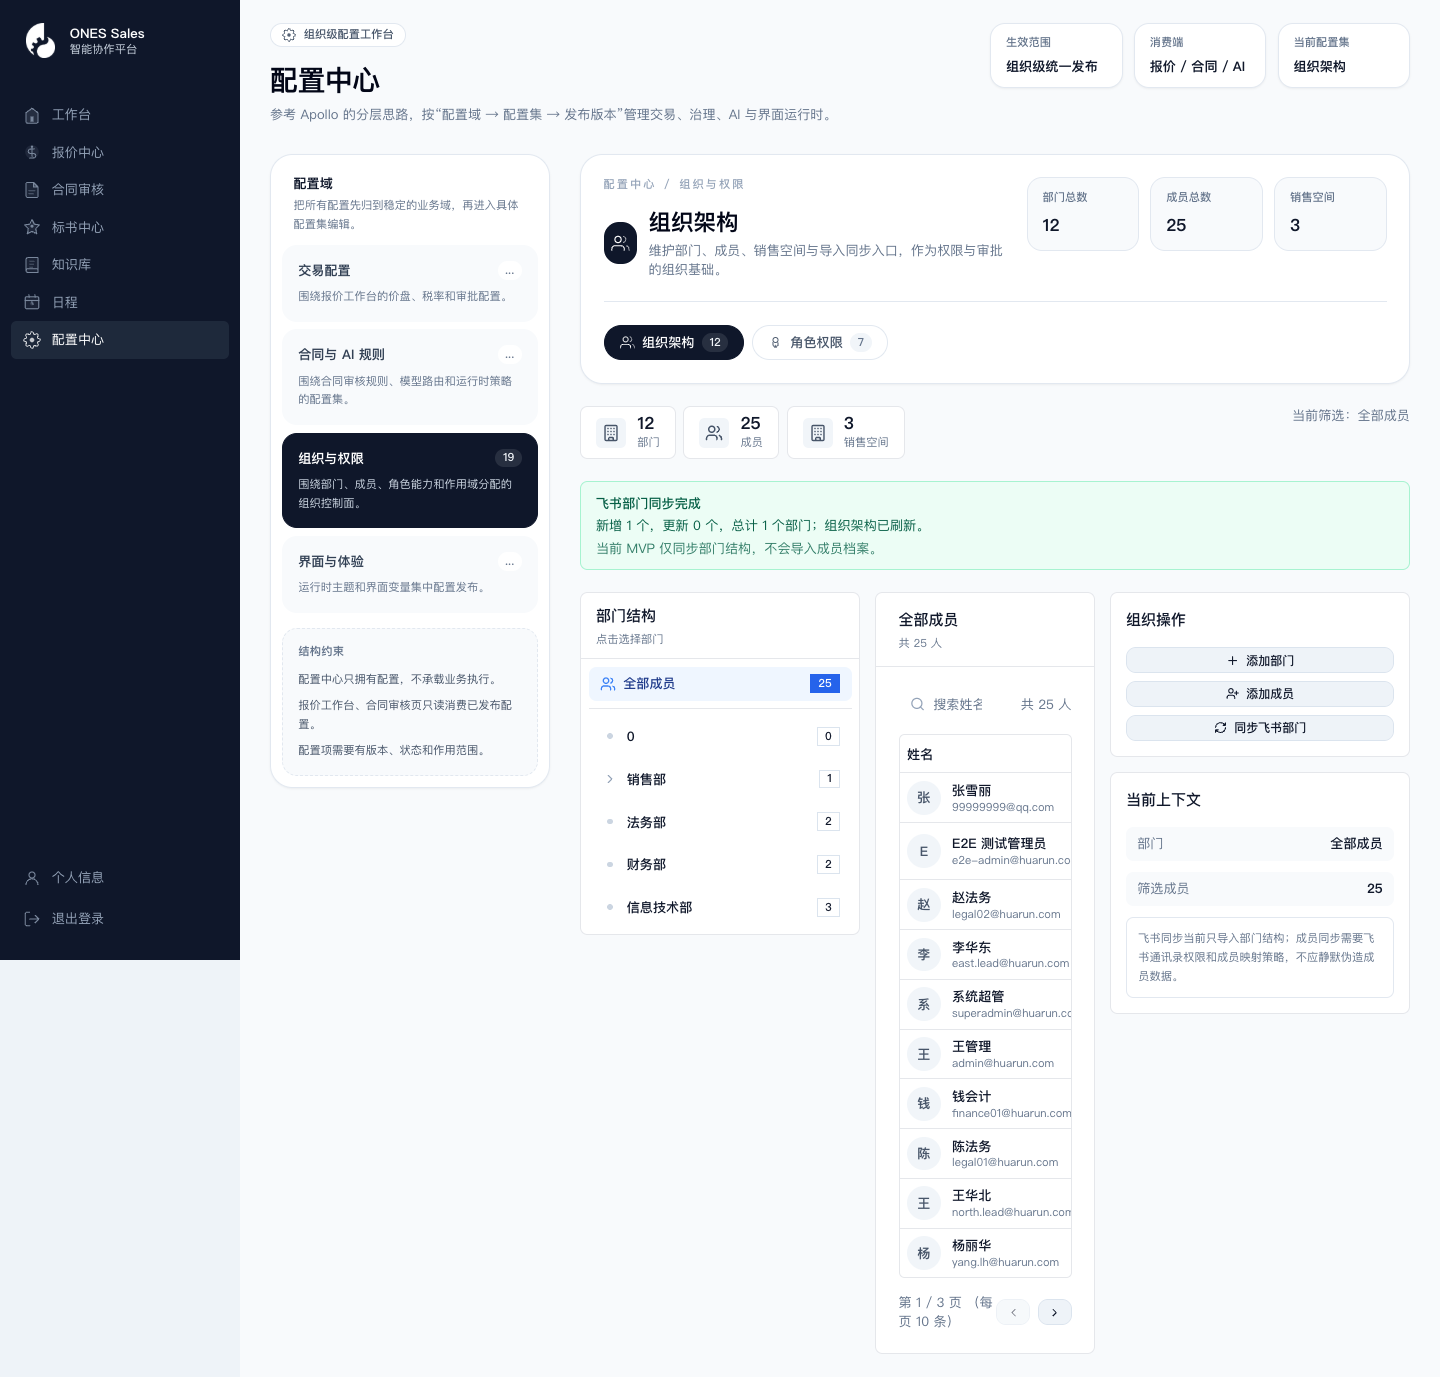 ONES Sales
智能协作平台
工作台
报价中心
合同审核
标书中心
知识库
日程
配置中心
个人信息
退出登录
组织级配置工作台
配置中心
参考 Apollo 的分层思路，按“配置域 → 配置集 → 发布版本”管理交易、治理、AI 与界面运行时。
生效范围
组织级统一发布
消费端
报价 / 合同 / AI
当前配置集
组织架构
配置域
把所有配置先归到稳定的业务域，再进入具体
配置集编辑。
交易配置
...
围绕报价工作台的价盘、税率和审批配置。
合同与 AI 规则
...
围绕合同审核规则、模型路由和运行时策略
的配置集。
组织与权限
19
围绕部门、成员、角色能力和作用域分配的
组织控制面。
界面与体验
...
运行时主题和界面变量集中配置发布。
结构约束
配置中心只拥有配置，不承载业务执行。
报价工作台、合同审核页只读消费已发布配
置。
配置项需要有版本、状态和作用范围。
配置中心 / 组织与权限
组织架构
维护部门、成员、销售空间与导入同步入口，作为权限与审批
的组织基础。
部门总数
12
成员总数
25
销售空间
3
组织架构 12
角色权限 7
12
部门
25
成员
3
销售空间
当前筛选：全部成员
飞书部门同步完成
新增 1 个，更新 0 个，总计 1 个部门；组织架构已刷新。
当前 MVP 仅同步部门结构，不会导入成员档案。
部门结构
点击选择部门
全部成员 25
0 0
销售部 1
法务部 2
财务部 2
信息技术部 3
全部成员
共 25 人
搜索姓名
共 25 人
姓名
张
张雪丽
99999999@qq.com
E
E2E 测试管理员
e2e-admin@huarun.co
赵
赵法务
legal02@huarun.com
李
李华东
east.lead@huarun.com
系
系统超管
superadmin@huarun.co
王
王管理
admin@huarun.com
钱
钱会计
finance01@huarun.com
陈
陈法务
legal01@huarun.com
王
王华北
north.lead@huarun.com
杨
杨丽华
yang.lh@huarun.com
第 1 / 3 页 （每
页 10 条）
组织操作
添加部门
添加成员
同步飞书部门
当前上下文
部门 全部成员
筛选成员 25
飞书同步当前只导入部门结构；成员同步需要飞
书通讯录权限和成员映射策略，不应静默伪造成
员数据。